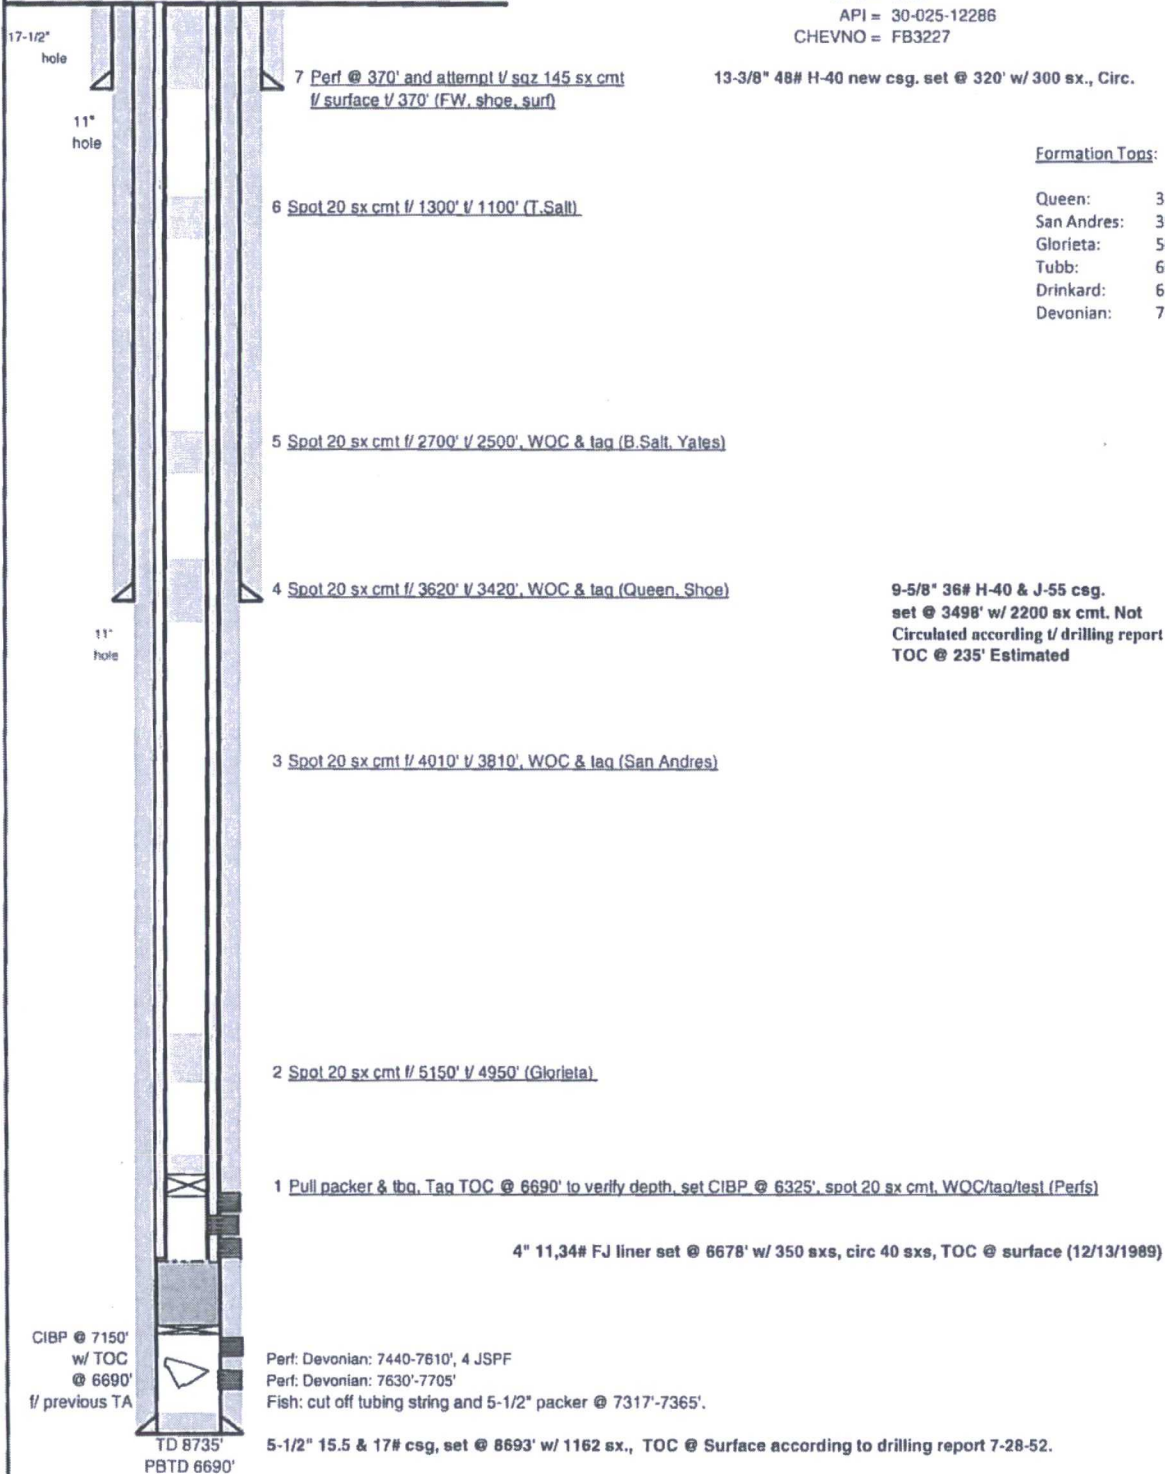 API = 30-025-12286
CHEVNO = FB3227
17-1/2"
hole
7 Perf @ 370' and attempt t/ sqz 145 sx cmt
f/ surface t/ 370' (FW, shoe, surf)
13-3/8" 48# H-40 new csg. set @ 320' w/ 300 sx., Circ.
11"
hole
Formation Tops:
6 Spot 20 sx cmt f/ 1300' t/ 1100' (T.Salt)
Queen: 3
San Andres: 3
Glorieta: 5
Tubb: 6
Drinkard: 6
Devonian: 7
5 Spot 20 sx cmt f/ 2700' t/ 2500', WOC & tag (B.Salt, Yates)
4 Spot 20 sx cmt f/ 3620' t/ 3420', WOC & tag (Queen, Shoe)
9-5/8" 36# H-40 & J-55 csg.
set @ 3498' w/ 2200 sx cmt. Not
Circulated according t/ drilling report
TOC @ 235' Estimated
11"
hole
3 Spot 20 sx cmt f/ 4010' t/ 3810', WOC & tag (San Andres)
2 Spot 20 sx cmt f/ 5150' t/ 4950' (Glorieta)
1 Pull packer & tbg, Tag TOC @ 6690' to verify depth, set CIBP @ 6325', spot 20 sx cmt, WOC/tag/test (Perfs)
4" 11,34# FJ liner set @ 6678' w/ 350 sxs, circ 40 sxs, TOC @ surface (12/13/1989)
CIBP @ 7150'
w/ TOC
@ 6690'
f/ previous TA
Perf: Devonian: 7440-7610', 4 JSPF
Perf: Devonian: 7630'-7705'
Fish: cut off tubing string and 5-1/2" packer @ 7317'-7365'.
TD 8735'
PBTD 6690'
5-1/2" 15.5 & 17# csg, set @ 8693' w/ 1162 sx., TOC @ Surface according to drilling report 7-28-52.